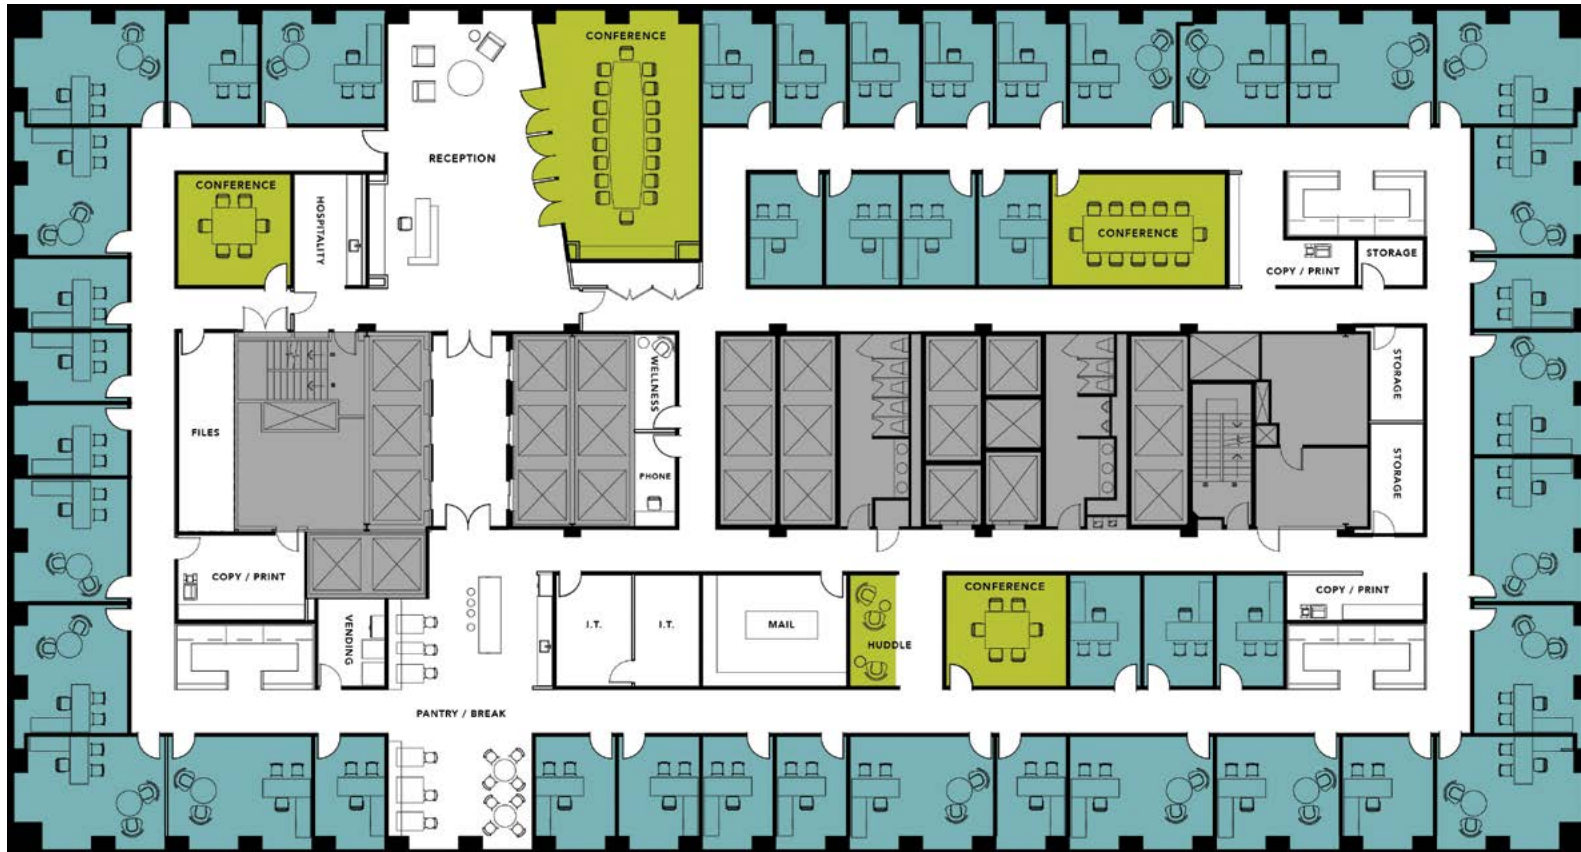 CONFERENCE
RECEPTION
CONFERENCE
HOSPITALITY
CONFERENCE
COPY / PRINT
STORAGE
FILES
WELLNESS
PHONE
STORAGE
STORAGE
COPY / PRINT
VENDING
I.T.
I.T.
MAIL
HUDDLE
CONFERENCE
COPY / PRINT
PANTRY / BREAK